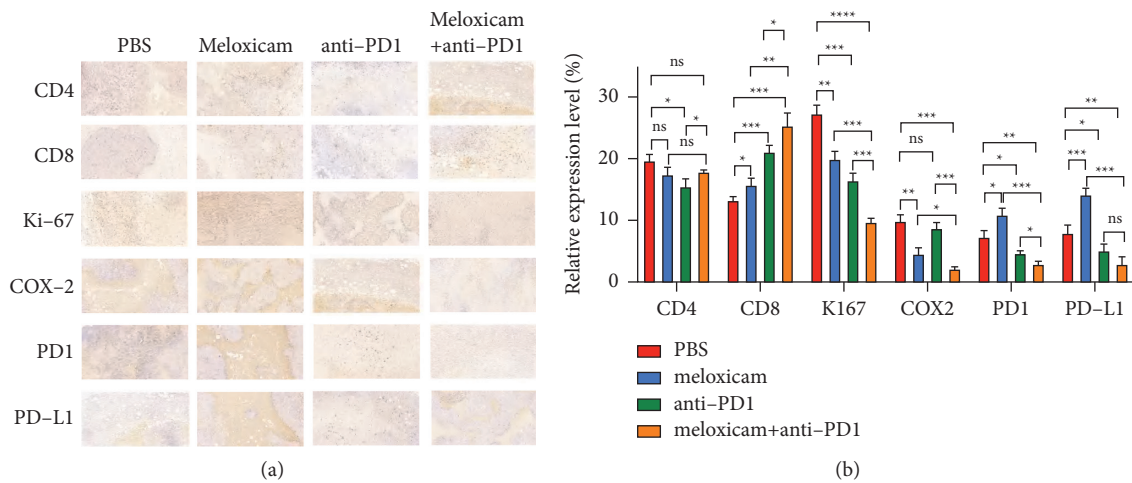 PBS Meloxicam anti–PD1 Meloxicam
+anti–PD1
CD4
CD8
Ki–67
COX–2
PD1
PD–L1
(a)
Relative expression level (%)
30
20
10
0
ns
*
ns
*
ns
*
**
***
***
*
****
***
**
***
***
***
ns
***
**
*
**
*
***
*
*
**
*
***
***
ns
CD4 CD8 K167 COX2 PD1 PD–L1
PBS
meloxicam
anti–PD1
meloxicam+anti–PD1
(b)